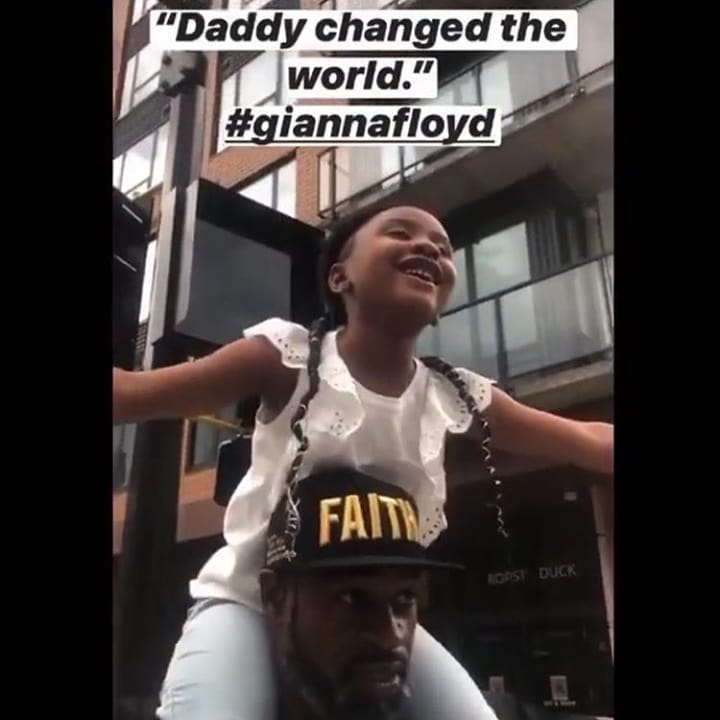 "Daddy changed the
world."
#giannafloyd
FAITH
ROAST DUCK